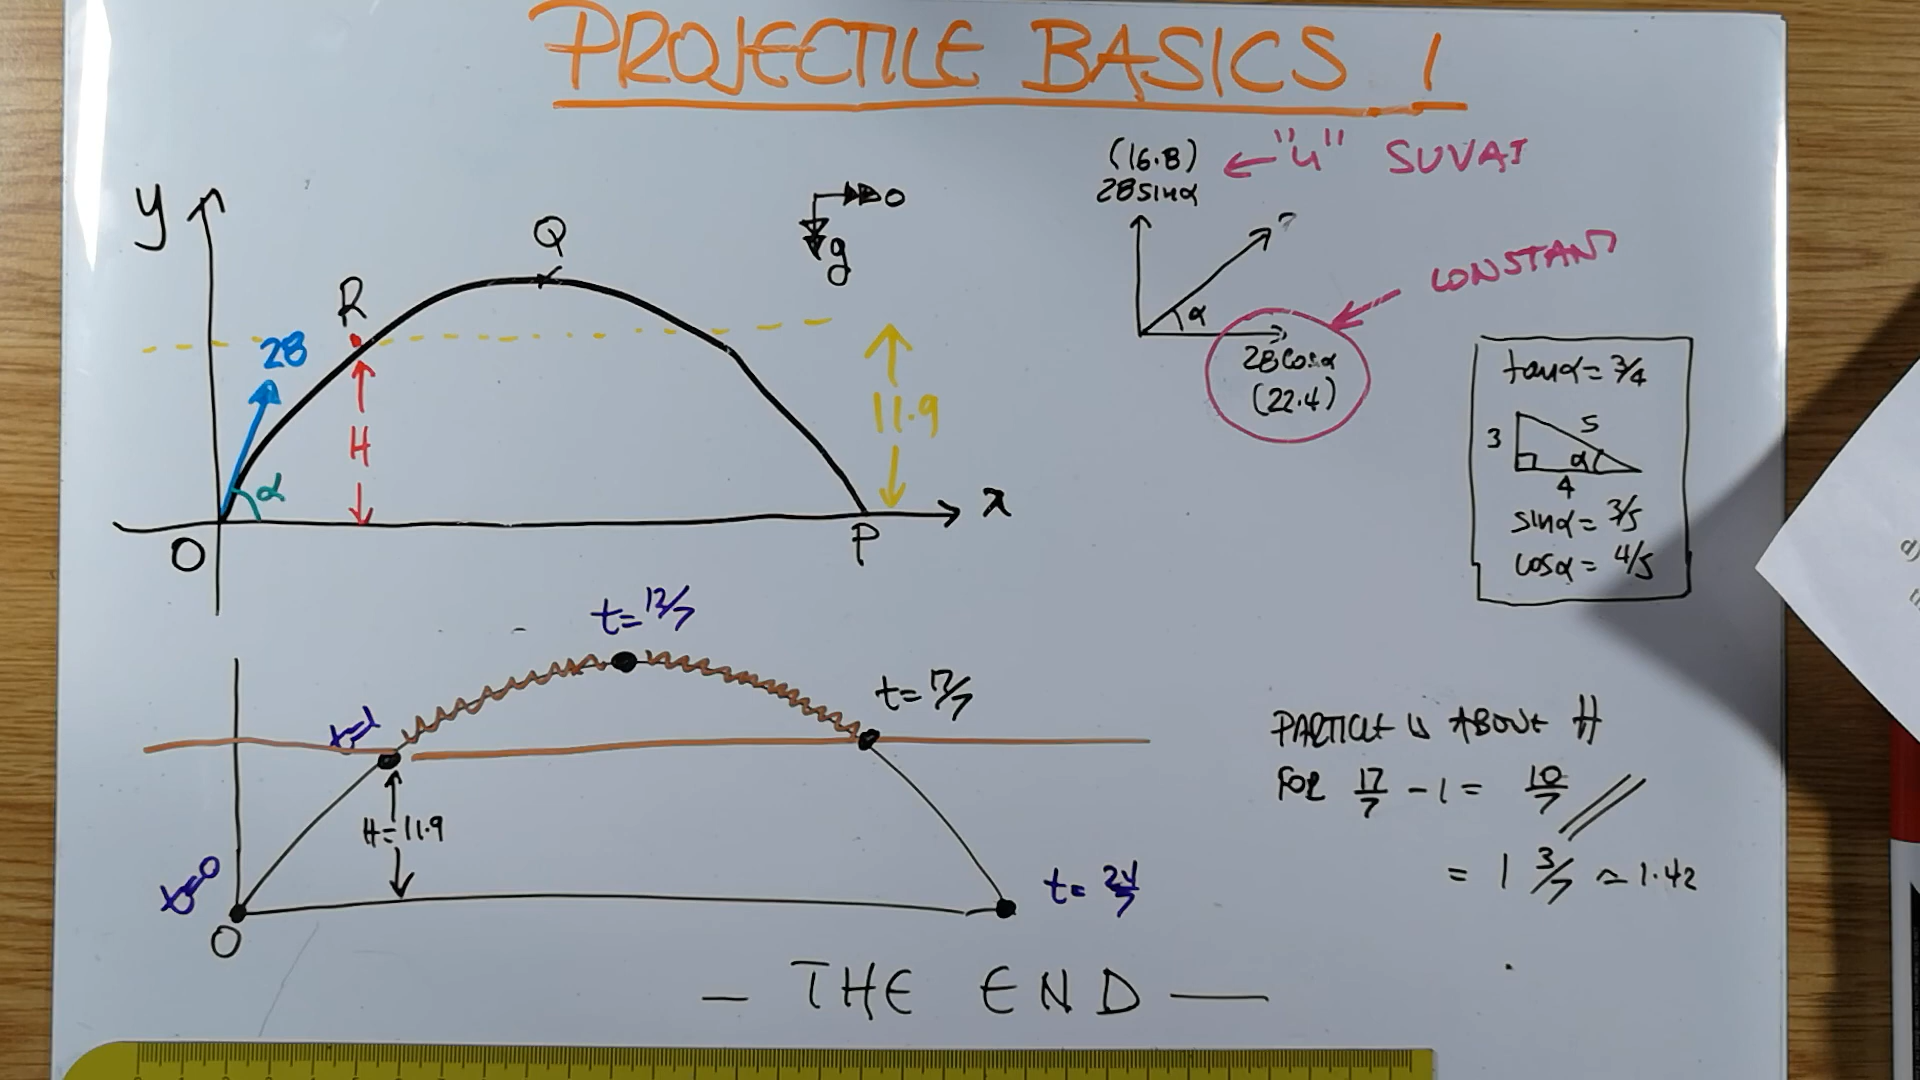 PROJECTILE BASICS 1
(16.8) ← "u" SUVAT
28sinα
y
Q
0
g
R
CONSTANT
α
28
28cosα
(22.4)
H
11.9
α
x
O
P
tanα = 3/4
3
5
α
4
sinα = 3/5
cosα = 4/5
t = 12/7
t=1
t = 17/7
H = 11.9
t=0
t = 24/7
O
PARTICLE IS ABOVE H
FOR 17/7 - 1 = 10/7
= 1 3/7 ≈ 1.42
— THE END —